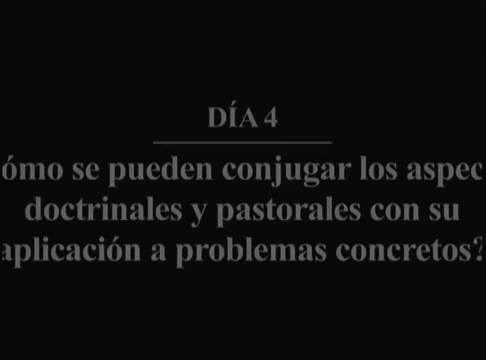 DÍA 4
ómo se pueden conjugar los aspec
doctrinales y pastorales con su
aplicación a problemas concretos?